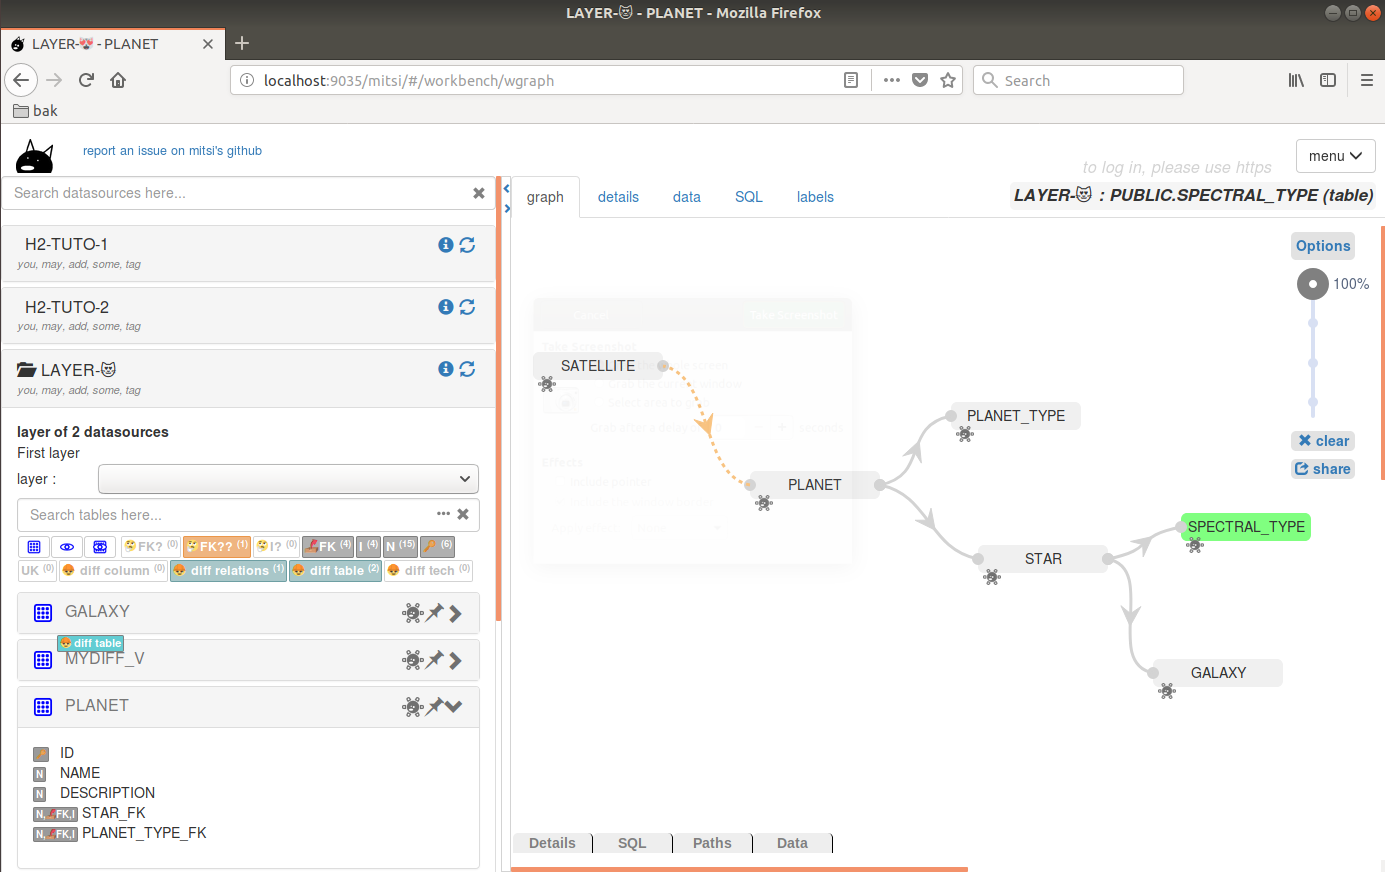 LAYER-😻 - PLANET - Mozilla Firefox
LAYER-😻 - PLANET
localhost:9035/mitsi/#/workbench/wgraph
Search
bak
report an issue on mitsi's github
to log in, please use https
menu
Search datasources here...
graph
details
data
SQL
labels
LAYER-😻 : PUBLIC.SPECTRAL_TYPE (table)
H2-TUTO-1
you, may, add, some, tag
H2-TUTO-2
you, may, add, some, tag
LAYER-😻
you, may, add, some, tag
layer of 2 datasources
First layer
layer :
Search tables here...
FK? (0) FK?? (1) I? (0) FK (4) I (4) N (15) (6)
UK (0) diff column (0) diff relations (1) diff table (2) diff tech (0)
GALAXY
diff table
MYDIFF_V
PLANET
ID
N NAME
N DESCRIPTION
N,FK,I STAR_FK
N,FK,I PLANET_TYPE_FK
Options
100%
clear
share
Cancel
Take Screenshot
Take Screenshot
SATELLITE
PLANET_TYPE
Effects
PLANET
SPECTRAL_TYPE
STAR
GALAXY
Details
SQL
Paths
Data